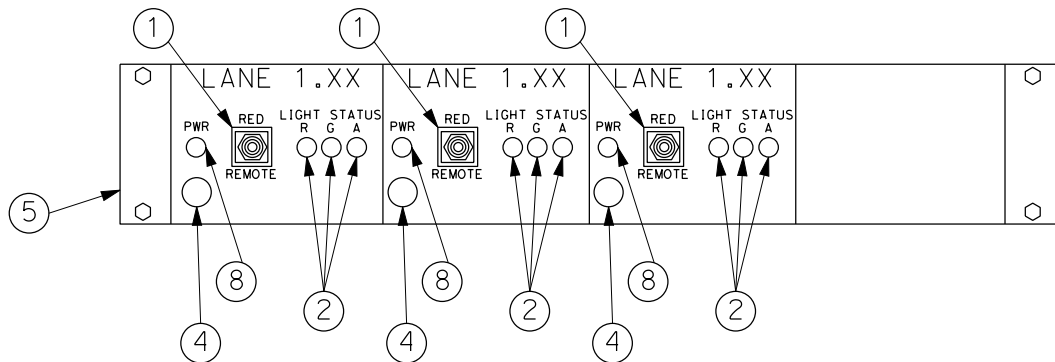 1 1 1
LANE 1.XX LANE 1.XX LANE 1.XX
RED LIGHT STATUS RED LIGHT STATUS RED LIGHT STATUS
PWR R G A PWR R G A PWR R G A
REMOTE REMOTE REMOTE
5
8 8 8
2 2 2
4 4 4